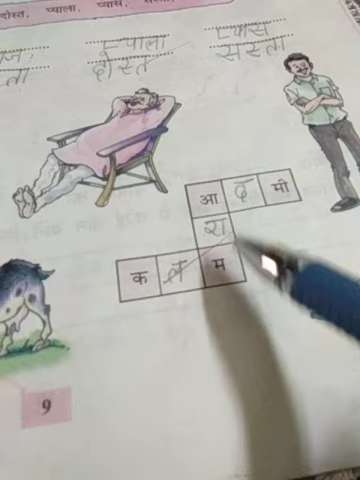 दोस्त, प्याला, प्यास,
प्याला प्यास
ता दोस्त सस्ता
आ द मी
रा
क ल म
9